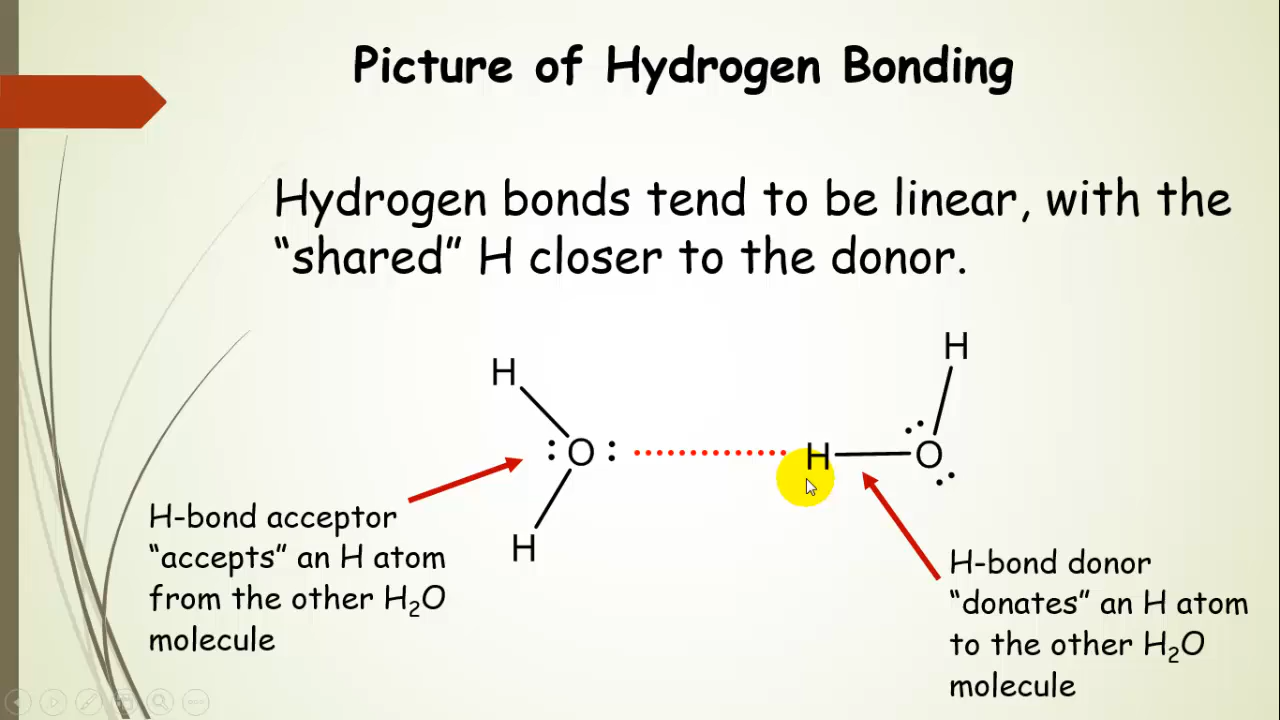 Picture of Hydrogen Bonding
Hydrogen bonds tend to be linear, with the
“shared” H closer to the donor.
H
H
:O:
H
O
H
H-bond acceptor
“accepts” an H atom
from the other H₂O
molecule
H-bond donor
“donates” an H atom
to the other H₂O
molecule